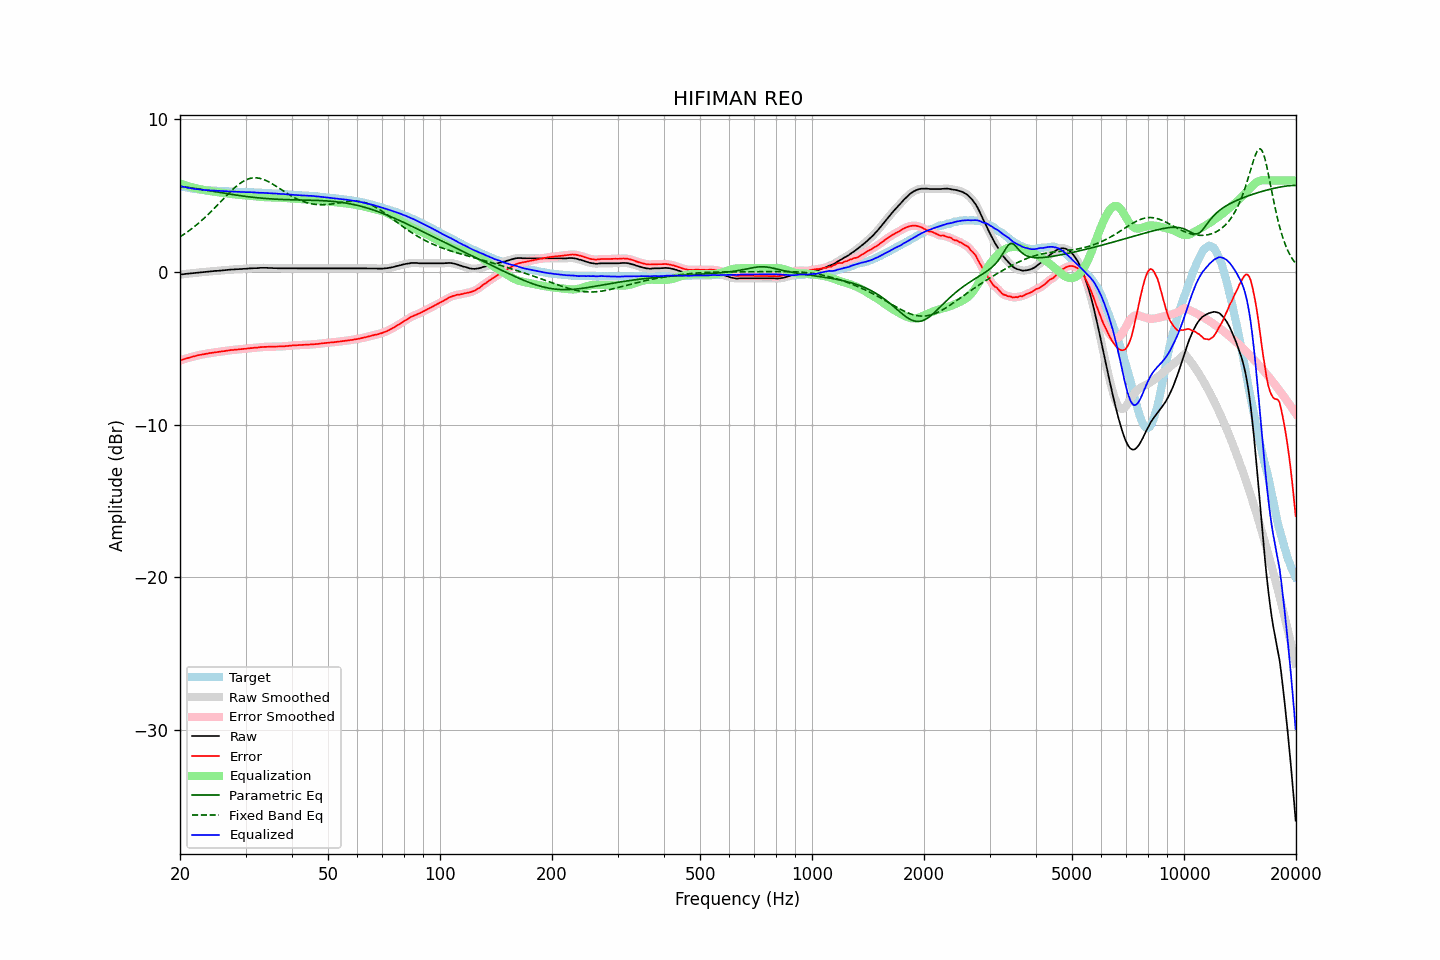 HIFIMAN RE0
10
0
−10
−20
−30
Amplitude (dBr)
Target
Raw Smoothed
Error Smoothed
Raw
Error
Equalization
Parametric Eq
Fixed Band Eq
Equalized
20 50 100 200 500 1000 2000 5000 10000 20000
Frequency (Hz)